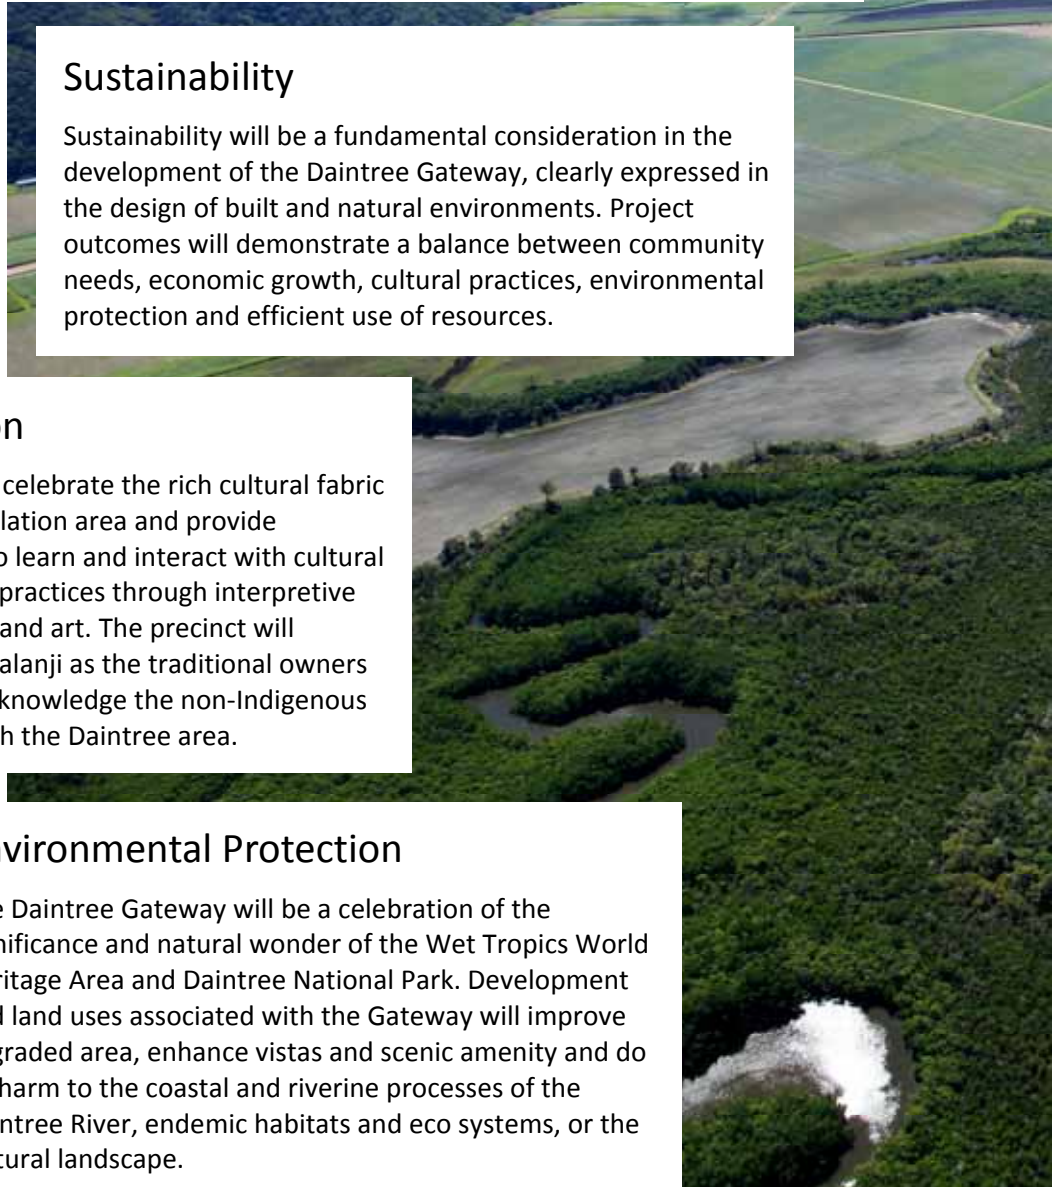 Sustainability
Sustainability will be a fundamental consideration in the
development of the Daintree Gateway, clearly expressed in
the design of built and natural environments. Project
outcomes will demonstrate a balance between community
needs, economic growth, cultural practices, environmental
protection and efficient use of resources.
on
celebrate the rich cultural fabric
lation area and provide
o learn and interact with cultural
practices through interpretive
and art. The precinct will
alanji as the traditional owners
knowledge the non-Indigenous
h the Daintree area.
vironmental Protection
e Daintree Gateway will be a celebration of the
nificance and natural wonder of the Wet Tropics World
ritage Area and Daintree National Park. Development
d land uses associated with the Gateway will improve
graded area, enhance vistas and scenic amenity and do
harm to the coastal and riverine processes of the
ntree River, endemic habitats and eco systems, or the
tural landscape.